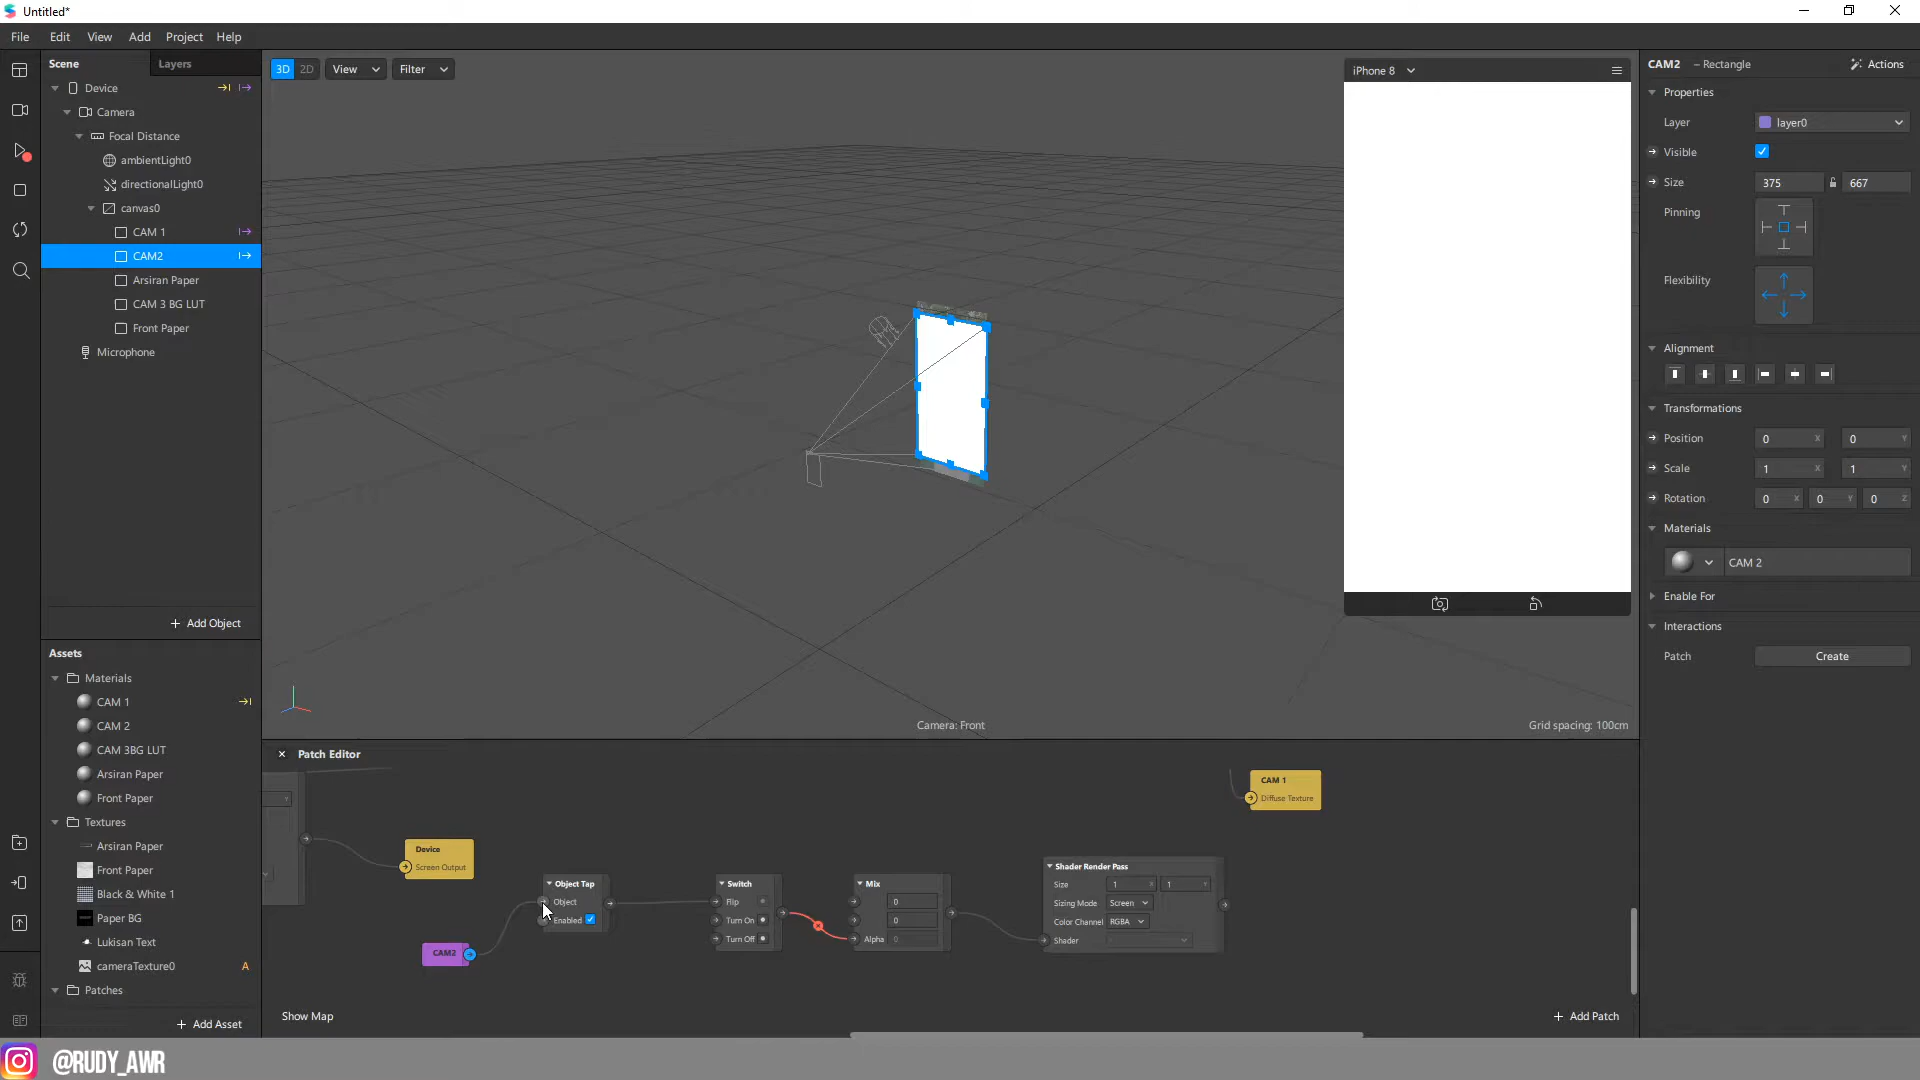 Untitled*
File Edit View Add Project Help
Scene Layers
Device
Camera
Focal Distance
ambientLight0
directionalLight0
canvas0
CAM 1
CAM2
Arsiran Paper
CAM 3 BG LUT
Front Paper
Microphone
+ Add Object
Assets
Materials
CAM 1
CAM 2
CAM 3BG LUT
Arsiran Paper
Front Paper
Textures
Arsiran Paper
Front Paper
Black & White 1
Paper BG
Lukisan Text
cameraTexture0 A
Patches
+ Add Asset
3D 2D View Filter
iPhone 8
Camera: Front
Grid spacing: 100cm
CAM2 – Rectangle Actions
Properties
Layer layer0
Visible
Size 375 667
Pinning
Flexibility
Alignment
Transformations
Position 0 X 0 Y
Scale 1 X 1 Y
Rotation 0 X 0 Y 0 Z
Materials
CAM 2
Enable For
Interactions
Patch Create
× Patch Editor
CAM 1
Diffuse Texture
Device
Screen Output
CAM2
Object Tap
Object
Enabled
Switch
Flip
Turn On
Turn Off
Mix
0
0
Alpha 0
Shader Render Pass
Size 1 X 1 Y
Sizing Mode Screen
Color Channel RGBA
Shader
Show Map
+ Add Patch
@RUDY_AWR